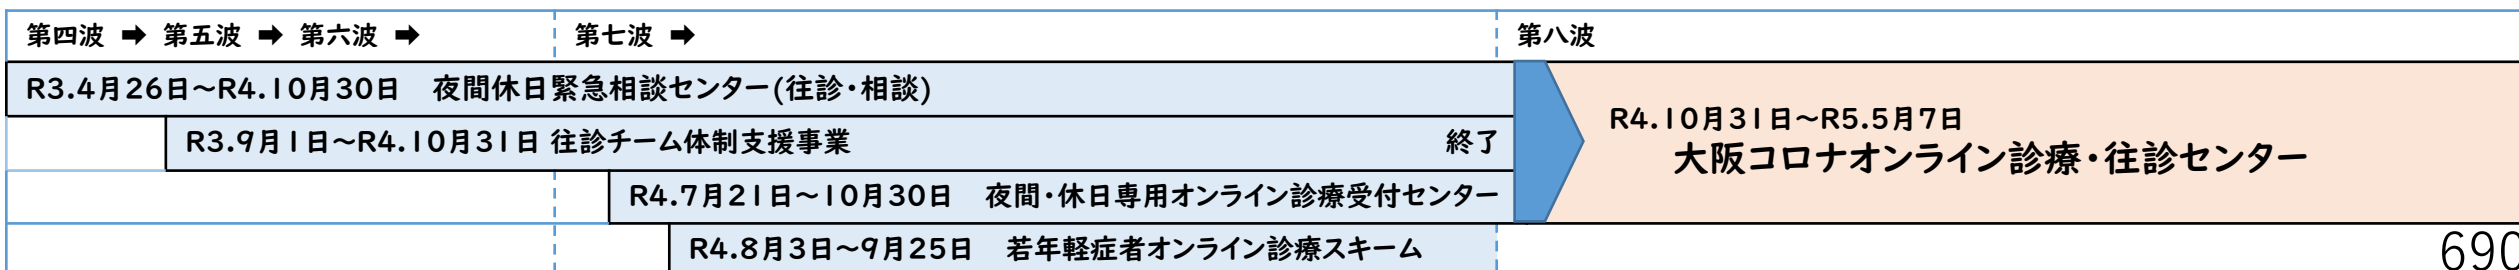 第四波 ➡ 第五波 ➡ 第六波 ➡ 第七波 ➡ 第八波
R3.4月26日～R4.10月30日 夜間休日緊急相談センター(往診・相談)
R3.9月1日～R4.10月31日 往診チーム体制支援事業 終了
R4.7月21日～10月30日 夜間・休日専用オンライン診療受付センター
R4.8月3日～9月25日 若年軽症者オンライン診療スキーム
R4.10月31日～R5.5月7日
大阪コロナオンライン診療・往診センター
690